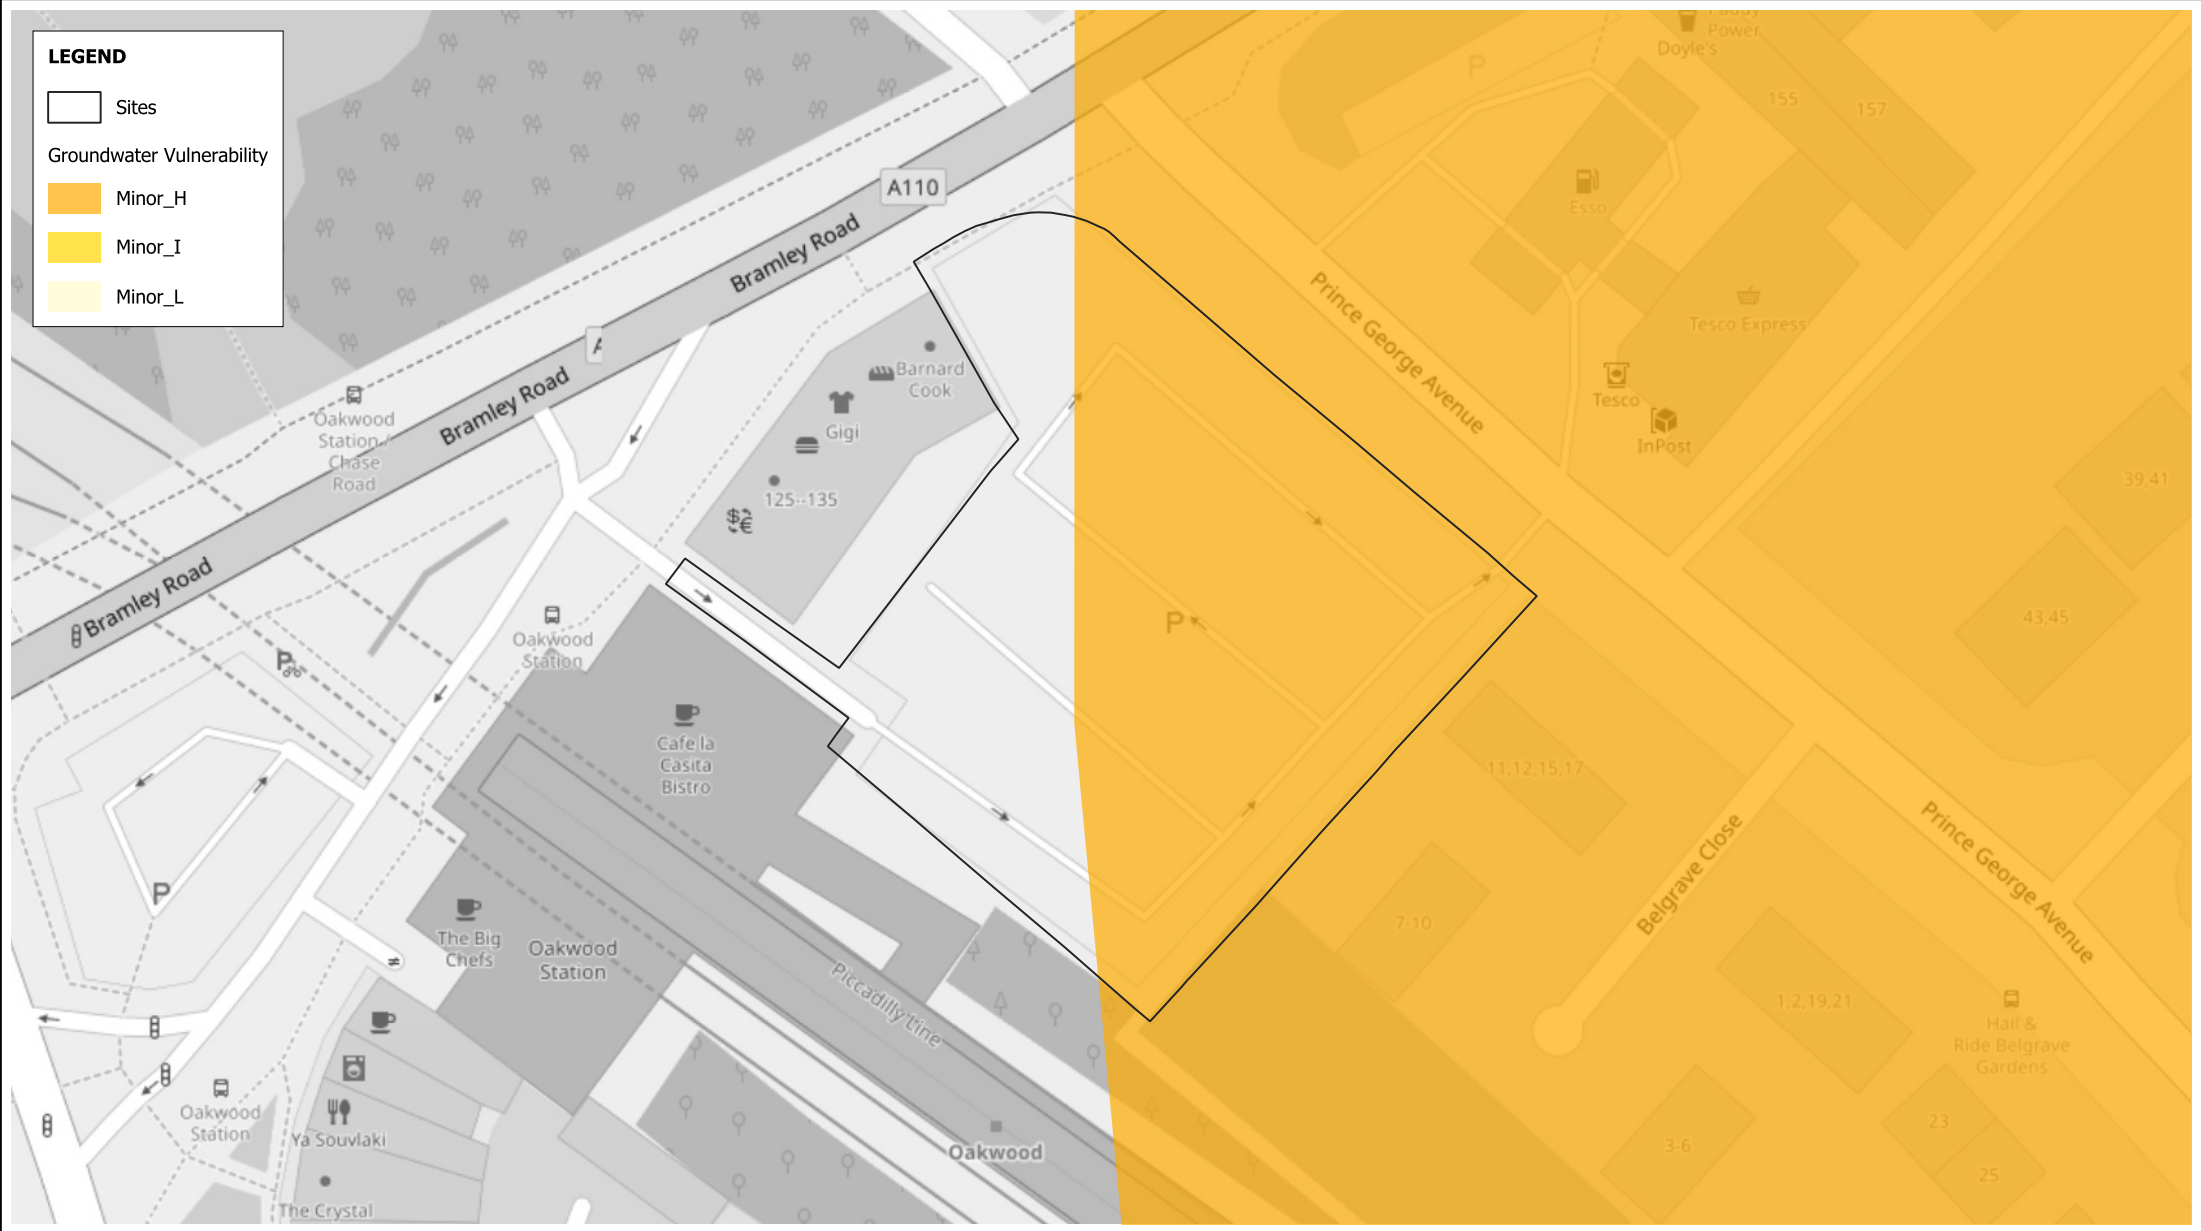 LEGEND
Sites
Groundwater Vulnerability
Minor_H
Minor_I
Minor_L
A110
Bramley Road
Bramley Road
Bramley Road
A
Oakwood
Station /
Chase
Road
Barnard
Cook
Gigi
125--135
Oakwood
Station
P
P
Cafe la
Casita
Bistro
The Big
Chefs
Oakwood
Station
Piccadilly Line
Oakwood
Oakwood
Station
Ya Souvlaki
The Crystal
Paddy
Power
Doyle's
P
155
157
Esso
Tesco Express
Tesco
InPost
Prince George Avenue
39,41
43,45
P
11,12,15,17
7-10
Belgrave Close
Prince George Avenue
1,2,19,21
Hail &
Ride Belgrave
Gardens
3-6
23
25